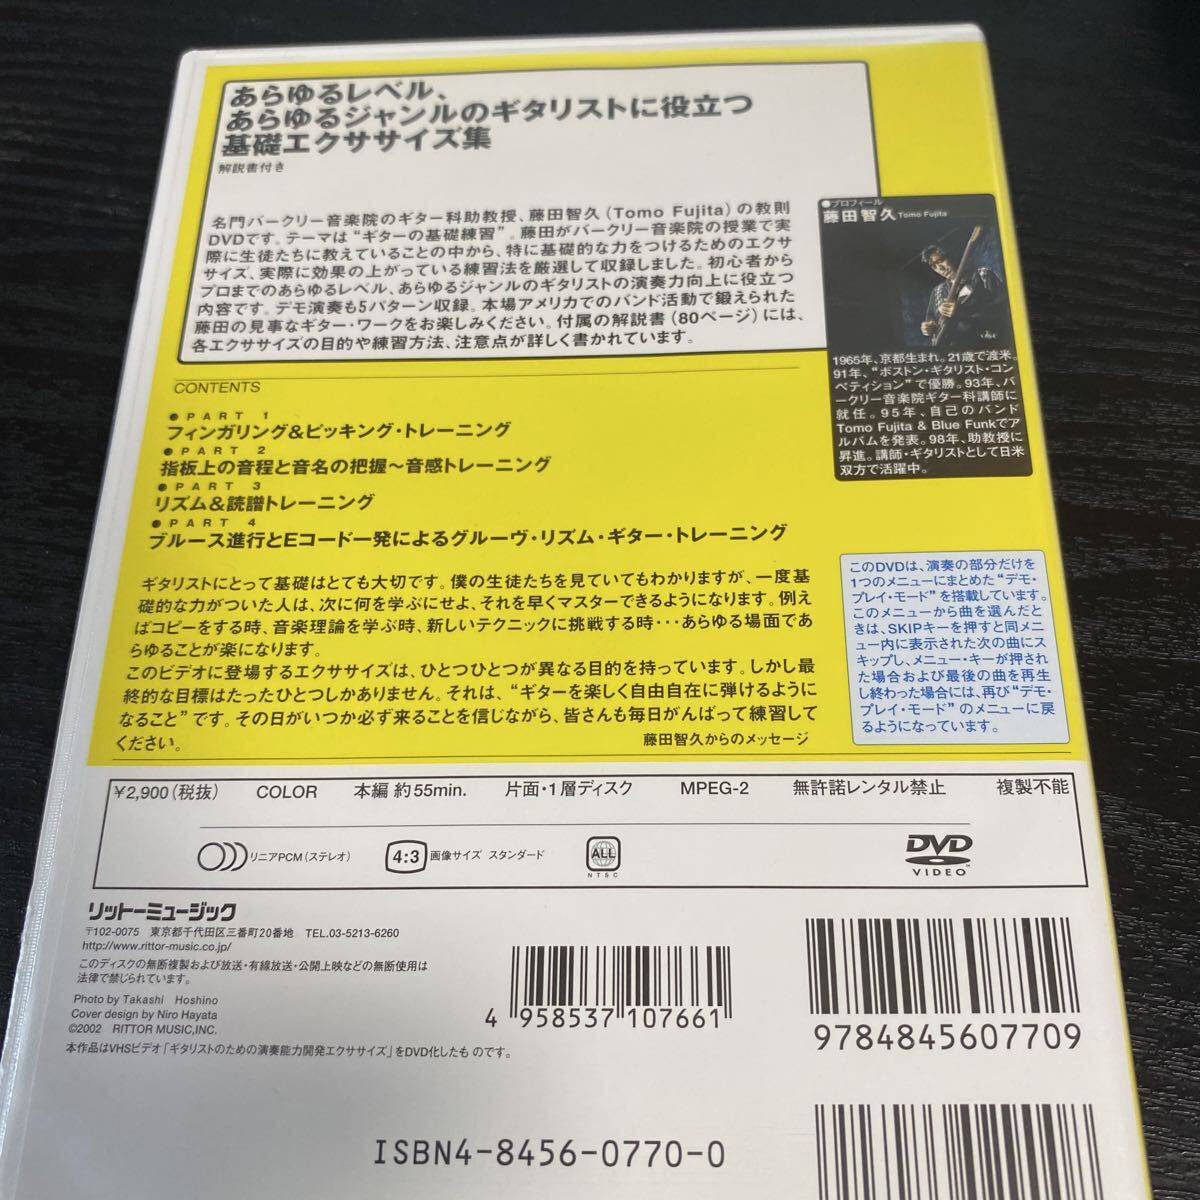 あらゆるレベル、
あらゆるジャンルのギタリストに役立つ
基礎エクササイズ集
解説書付き
名門バークリー音楽院のギター科助教授、藤田智久（Tomo Fujita）の教則
DVDです。テーマは“ギターの基礎練習”。藤田がバークリー音楽院の授業で実
際に生徒たちに教えていることの中から、特に基礎的な力をつけるためのエクサ
サイズ、実際に効果の上がっている練習法を厳選して収録しました。初心者から
プロまでのあらゆるレベル、あらゆるジャンルのギタリストの演奏力向上に役立つ
内容です。デモ演奏も5パターン収録。本場アメリカでのバンド活動で鍛えられた
藤田の見事なギター・ワークをお楽しみください。付属の解説書（80ページ）には、
各エクササイズの目的や練習方法、注意点が詳しく書かれています。
●プロフィール
藤田智久 Tomo Fujita
1965年、京都生まれ。21歳で渡米。
91年、“ボストン・ギタリスト・コン
ペティション”で優勝。93年、バ
ークリー音楽院ギター科講師に
就任。95年、自己のバンド
Tomo Fujita & Blue Funkでア
ルバムを発表。98年、助教授に
昇進。講師・ギタリストとして日米
双方で活躍中。
CONTENTS
●PART 1
フィンガリング&ピッキング・トレーニング
●PART 2
指板上の音程と音名の把握〜音感トレーニング
●PART 3
リズム&読譜トレーニング
●PART 4
ブルース進行とEコード一発によるグルーヴ・リズム・ギター・トレーニング
ギタリストにとって基礎はとても大切です。僕の生徒たちを見ていてもわかりますが、一度基
礎的な力がついた人は、次に何を学ぶにせよ、それを早くマスターできるようになります。例え
ばコピーをする時、音楽理論を学ぶ時、新しいテクニックに挑戦する時・・・あらゆる場面であ
らゆることが楽になります。
このビデオに登場するエクササイズは、ひとつひとつが異なる目的を持っています。しかし最
終的な目標はたったひとつしかありません。それは、“ギターを楽しく自由自在に弾けるように
なること”です。その日がいつか必ず来ることを信じながら、皆さんも毎日がんばって練習して
ください。
藤田智久からのメッセージ
このDVDは、演奏の部分だけを
1つのメニューにまとめた“デモ・
プレイ・モード”を搭載しています。
このメニューから曲を選んだと
きは、SKIPキーを押すと同メニ
ュー内に表示された次の曲にス
キップし、メニュー・キーが押され
た場合および最後の曲を再生
し終わった場合には、再び“デモ・
プレイ・モード”のメニューに戻
るようになっています。
¥2,900（税抜） COLOR 本編 約55min. 片面・1層ディスク MPEG-2 無許諾レンタル禁止 複製不能
リニアPCM（ステレオ） 4:3 画像サイズ スタンダード ALL NTSC DVD VIDEO
リットーミュージック
〒102-0075 東京都千代田区三番町20番地 TEL.03-5213-6260
http://www.rittor-music.co.jp/
このディスクの無断複製および放送・有線放送・公開上映などの無断使用は
法律で禁じられています。
Photo by Takashi Hoshino
Cover design by Niro Hayata
©2002 RITTOR MUSIC,INC.
本作品はVHSビデオ「ギタリストのための演奏能力開発エクササイズ」をDVD化したものです。
4 958537 107661
9784845607709
ISBN4-8456-0770-0